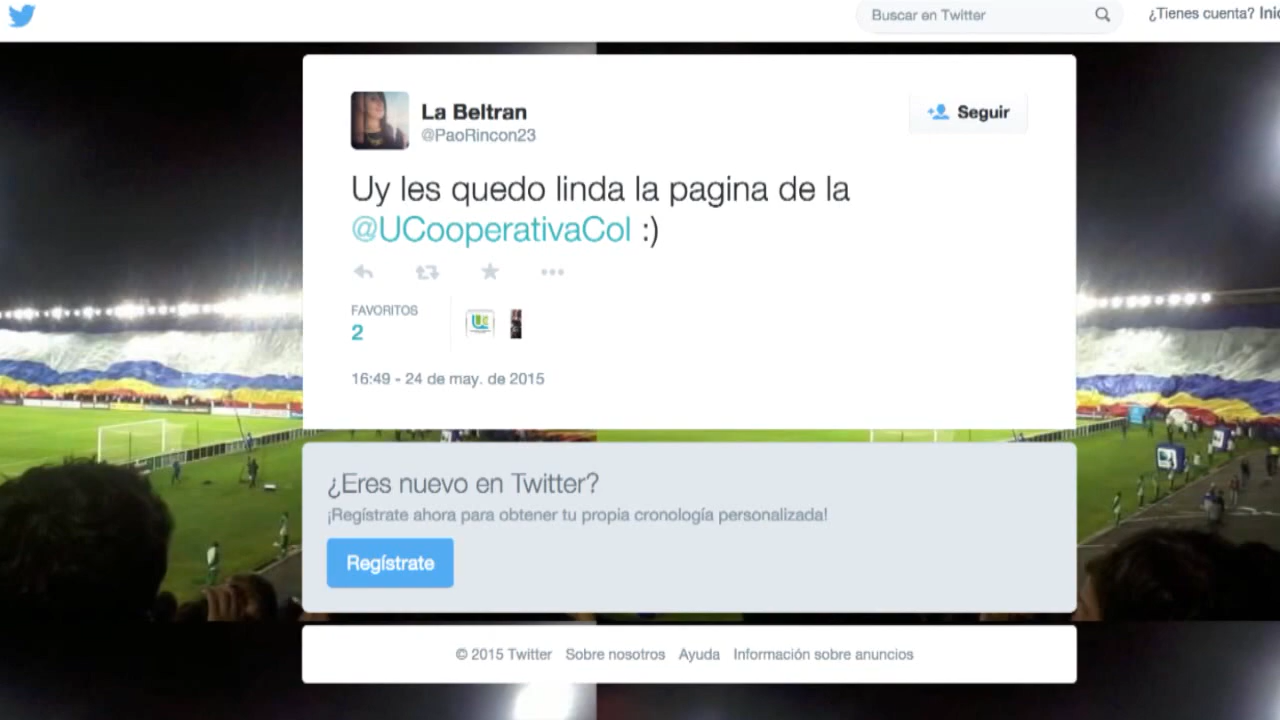 Buscar en Twitter
¿Tienes cuenta?
La Beltran
@PaoRincon23
Seguir
Uy les quedo linda la pagina de la
@UCooperativaCol :)
FAVORITOS
2
16:49 - 24 de may. de 2015
¿Eres nuevo en Twitter?
¡Regístrate ahora para obtener tu propia cronología personalizada!
Regístrate
© 2015 Twitter Sobre nosotros Ayuda Información sobre anuncios